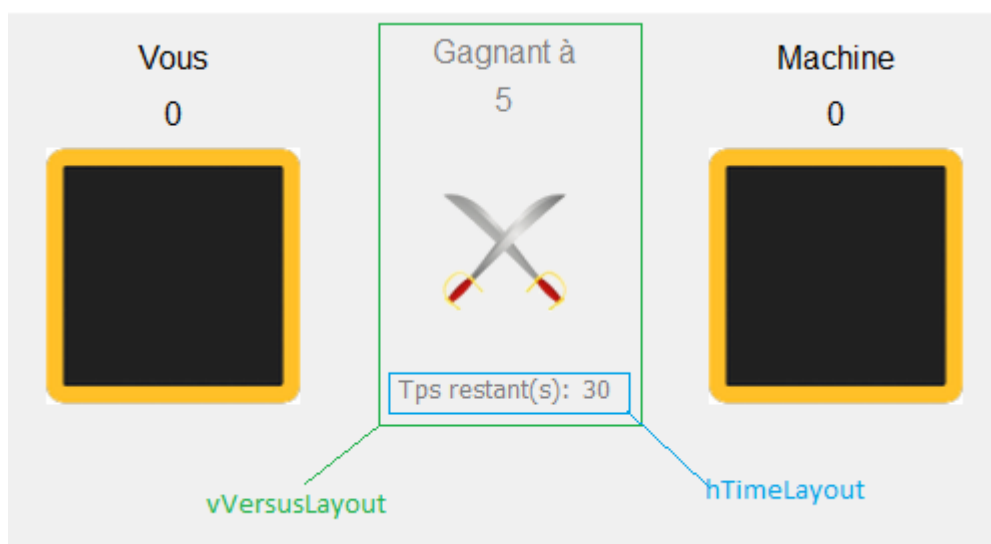 Vous
0
Gagnant à
5
Machine
0
Tps restant(s): 30
vVersusLayout
hTimeLayout